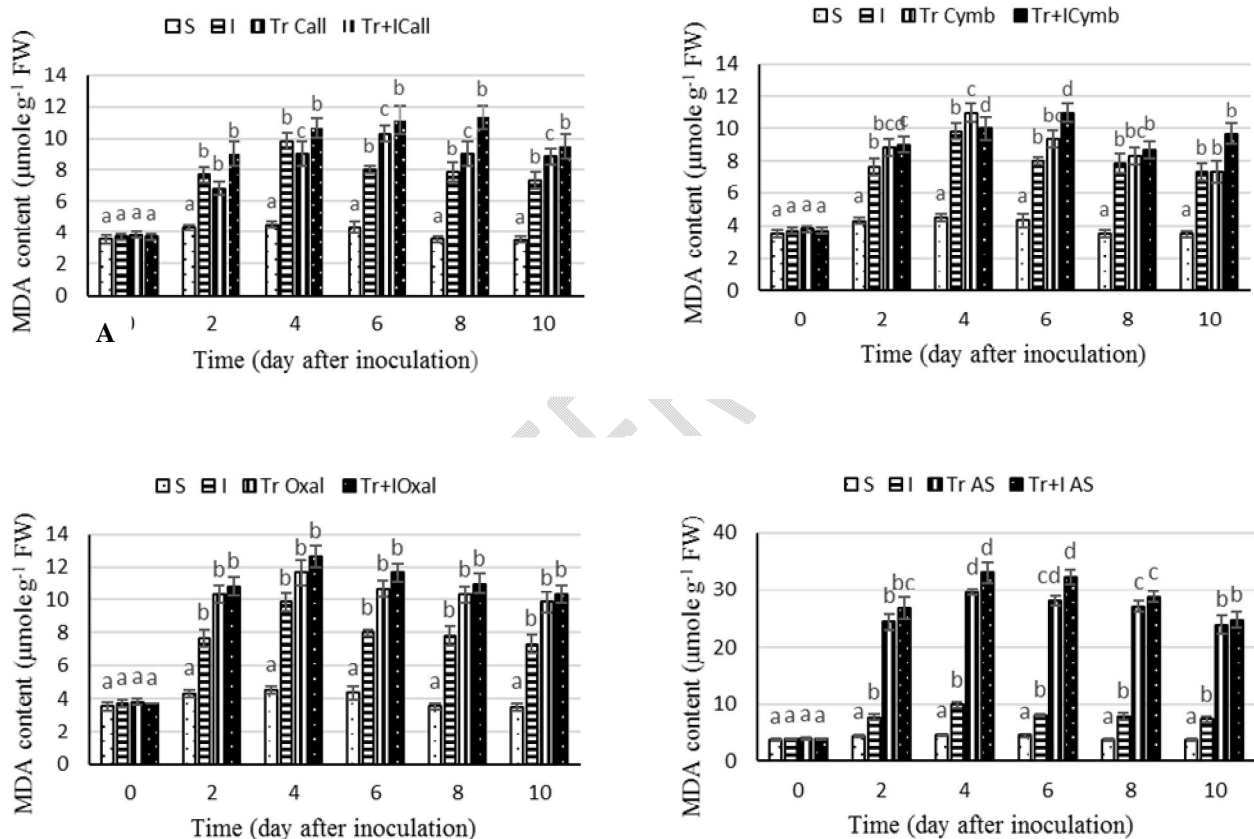 S I Tr Call Tr+ICall
MDA content (µmole g-1 FW)
14
12
10
8
6
4
2
0
a a a a
a b b b
a b c b
a b c b
a b c b
a b c b
A
2 4 6 8 10
Time (day after inoculation)
S I Tr Cymb Tr+ICymb
MDA content (µmole g-1 FW)
14
12
10
8
6
4
2
0
a a a a
a b bcd c
a b c d
a b bc d
a b bc b
a b b b
0 2 4 6 8 10
Time (day after inoculation)
S I Tr Oxal Tr+IOxal
MDA content (µmole g-1 FW)
14
12
10
8
6
4
2
0
a a a a
a b b b
a b b b
a b b b
a b b b
a b b b
0 2 4 6 8 10
Time (day after inoculation)
S I Tr AS Tr+I AS
MDA content (µmole g-1 FW)
40
30
20
10
0
a a a a
a b b bc
a b d d
a b cd d
a b c c
a b b b
0 2 4 6 8 10
Time (day after inoculation)